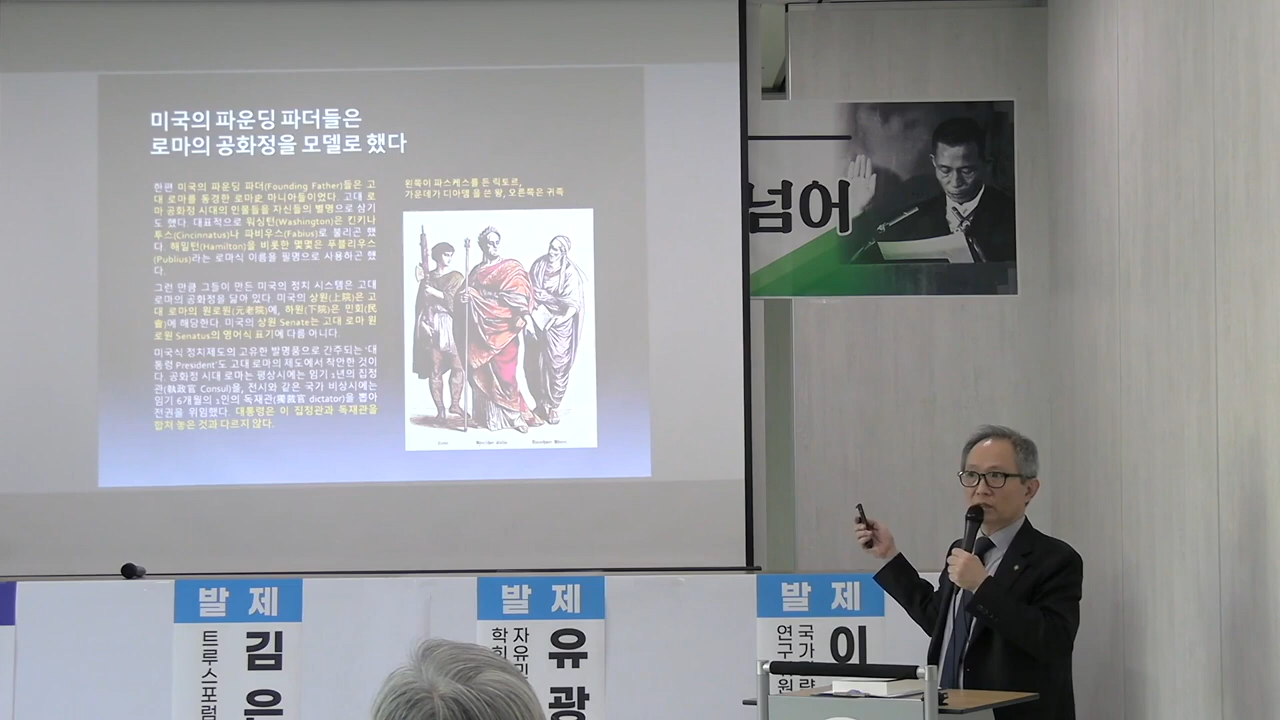 미국의 파운딩 파더들은
로마의 공화정을 모델로 했다
한편 미국의 파운딩 파더(Founding Father)들은 고
대 로마를 동경한 로마史 마니아들이었다. 고대 로
마 공화정 시대의 인물들을 자신들의 별명으로 삼기
도 했다. 대표적으로 워싱턴(Washington)은 킨키나
투스(Cincinnatus)나 파비우스(Fabius)로 불리곤 했
다. 해밀턴(Hamilton)을 비롯한 몇몇은 푸블리우스
(Publius)라는 로마식 이름을 필명으로 사용하곤 했
다.
그런 만큼 그들이 만든 미국의 정치 시스템은 고대
로마의 공화정을 닮아 있다. 미국의 상원(上院)은 고
대 로마의 원로원(元老院)에, 하원(下院)은 민회(民
會)에 해당한다. 미국의 상원 Senate는 고대 로마 원
로원 Senatus의 영어식 표기에 다름 아니다.
미국식 정치제도의 고유한 발명품으로 간주되는 '대
통령 President'도 고대 로마의 제도에서 착안한 것이
다. 공화정 시대 로마는 평상시에는 임기 1년의 집정
관(執政官 Consul)을, 전시와 같은 국가 비상시에는
임기 6개월의 1인의 독재관(獨裁官 dictator)을 뽑아
전권을 위임했다. 대통령은 이 집정관과 독재관을
합쳐 놓은 것과 다르지 않다.
왼쪽이 파스케스를 든 릭토르,
가운데가 디아뎀 을 쓴 왕, 오른쪽은 귀족
넘어
발 제
트루스포럼
김 은
발 제
학회
자유민
유 광
발 제
연구위원
국가전략
이